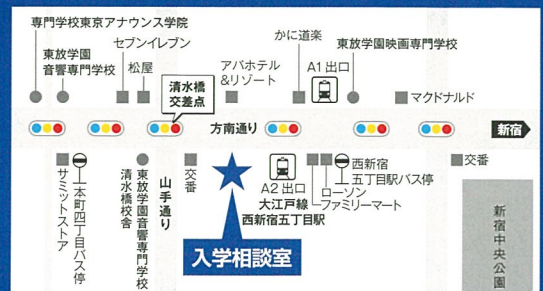 専門学校東京アナウンス学院
東放学園
音響専門学校
セブンイレブン
松屋
清水橋
交差点
アパホテル
&リゾート
かに道楽
A1 出口
東放学園映画専門学校
マクドナルド
方南通り
新宿
サミットストア
本町四丁目バス停
東放学園音響専門学校
清水橋校舎
山手通り
交番
A2 出口
大江戸線
西新宿五丁目駅
ファミリーマート
ローソン
西新宿
五丁目駅バス停
交番
新宿中央公園
入学相談室